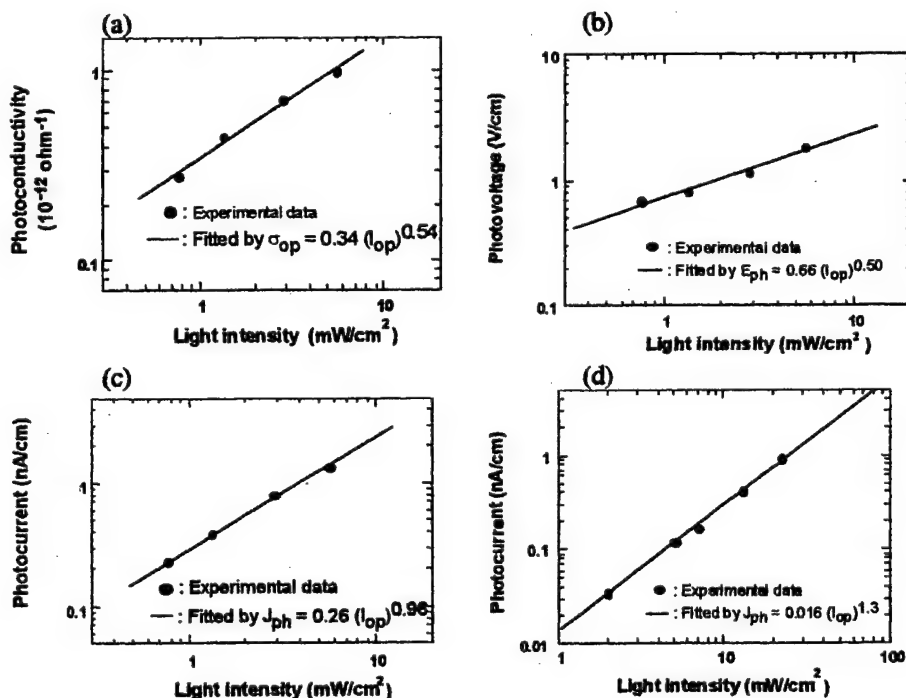 (a)
Photoconductivity
(10⁻¹² ohm⁻¹)
1
0.1
● : Experimental data
— : Fitted by σop = 0.34 (Iop)0.54
1
10
Light intensity (mW/cm²)
(b)
Photovoltage (V/cm)
10
1
0.1
● : Experimental data
— : Fitted by Eph = 0.66 (Iop)0.50
1
10
Light intensity (mW/cm²)
(c)
Photocurrent (nA/cm)
1
0.1
● : Experimental data
— : Fitted by Jph = 0.26 (Iop)0.96
1
10
Light intensity (mW/cm²)
(d)
Photocurrent (nA/cm)
1
0.1
0.01
● : Experimental data
— : Fitted by Jph = 0.016 (Iop)1.3
1
10
100
Light intensity (mW/cm²)